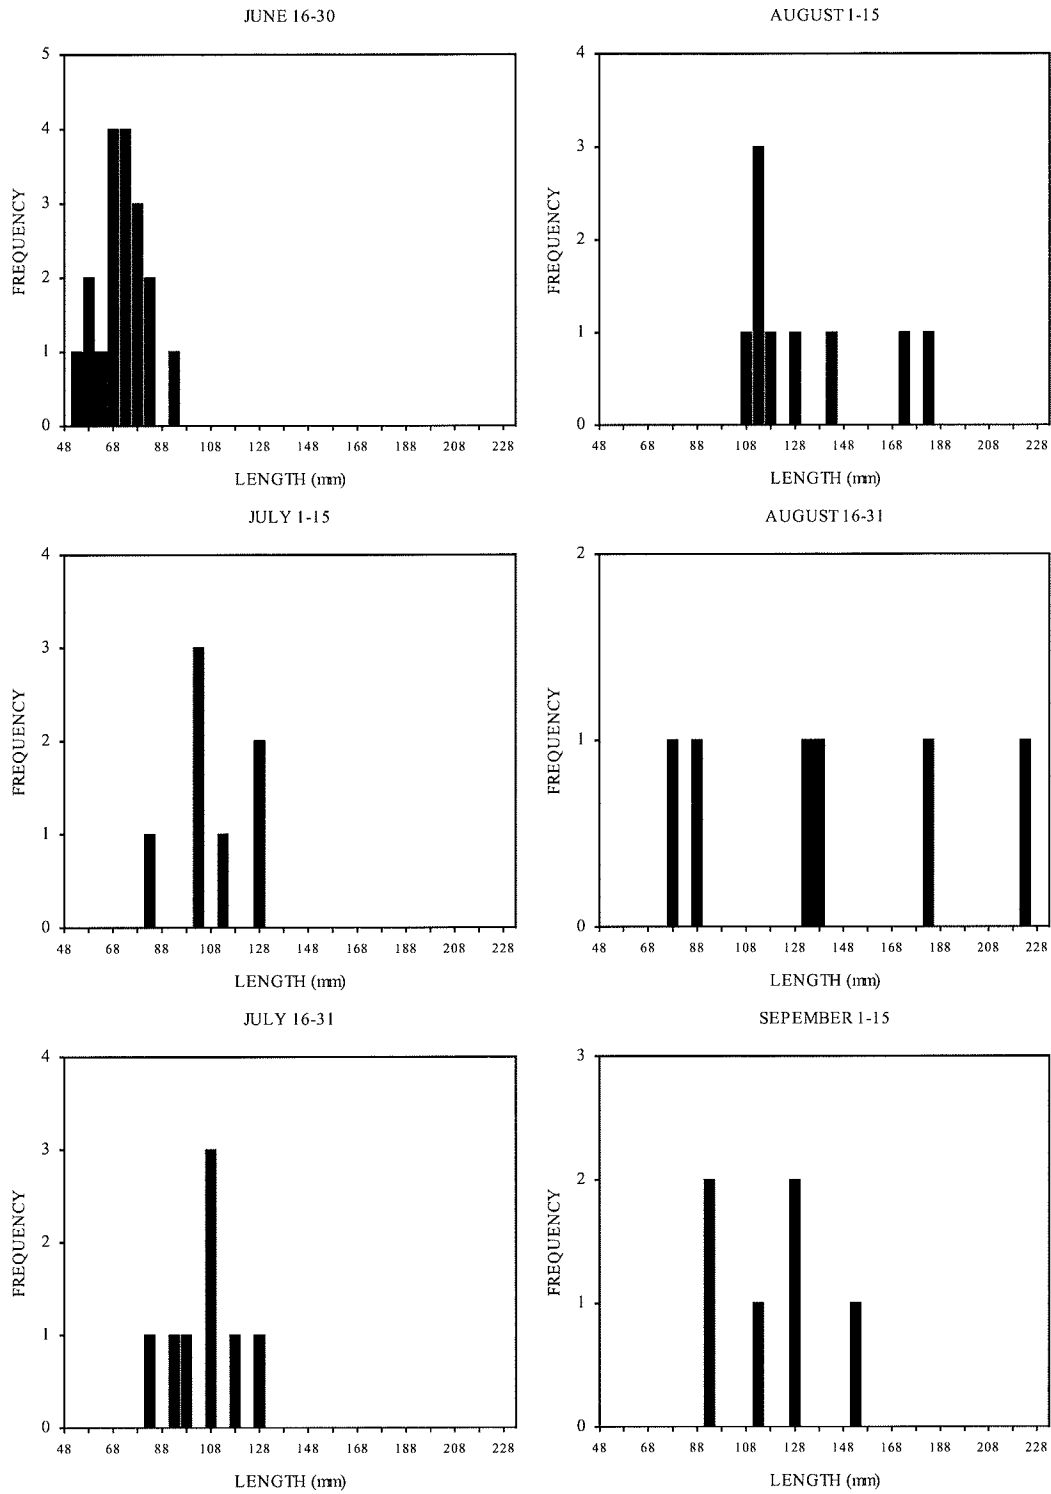 JUNE 16-30
5
4
3
2
1
0
FREQUENCY
48 68 88 108 128 148 168 188 208 228
LENGTH (mm)
AUGUST 1-15
4
3
2
1
0
FREQUENCY
48 68 88 108 128 148 168 188 208 228
LENGTH (mm)
JULY 1-15
4
3
2
1
0
FREQUENCY
48 68 88 108 128 148 168 188 208 228
LENGTH (mm)
AUGUST 16-31
2
1
0
FREQUENCY
48 68 88 108 128 148 168 188 208 228
LENGTH (mm)
JULY 16-31
4
3
2
1
0
FREQUENCY
48 68 88 108 128 148 168 188 208 228
LENGTH (mm)
SEPEMBER 1-15
3
2
1
0
FREQUENCY
48 68 88 108 128 148 168 188 208 228
LENGTH (mm)